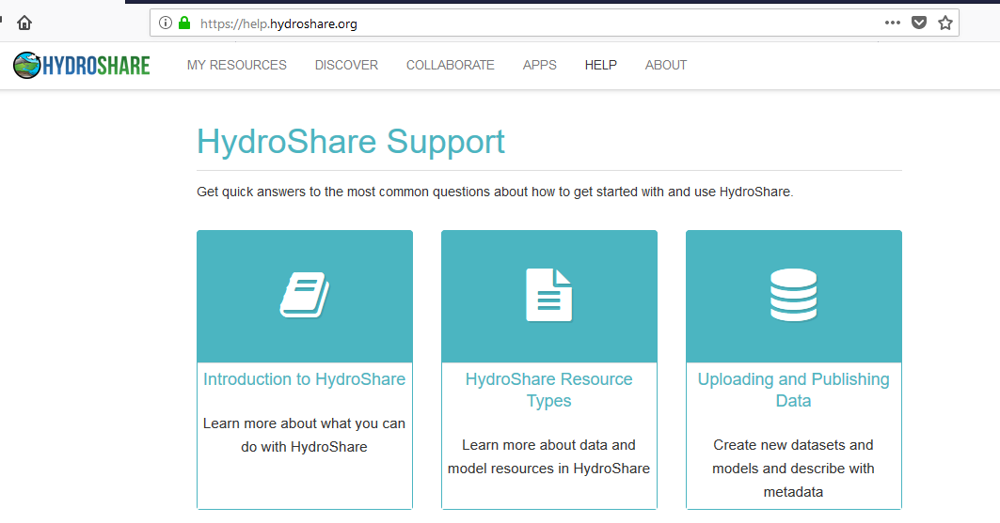 https://help.hydroshare.org
HYDROSHARE MY RESOURCES DISCOVER COLLABORATE APPS HELP ABOUT
HydroShare Support
Get quick answers to the most common questions about how to get started with and use HydroShare.
Introduction to HydroShare
Learn more about what you can
do with HydroShare
HydroShare Resource
Types
Learn more about data and
model resources in HydroShare
Uploading and Publishing
Data
Create new datasets and
models and describe with
metadata